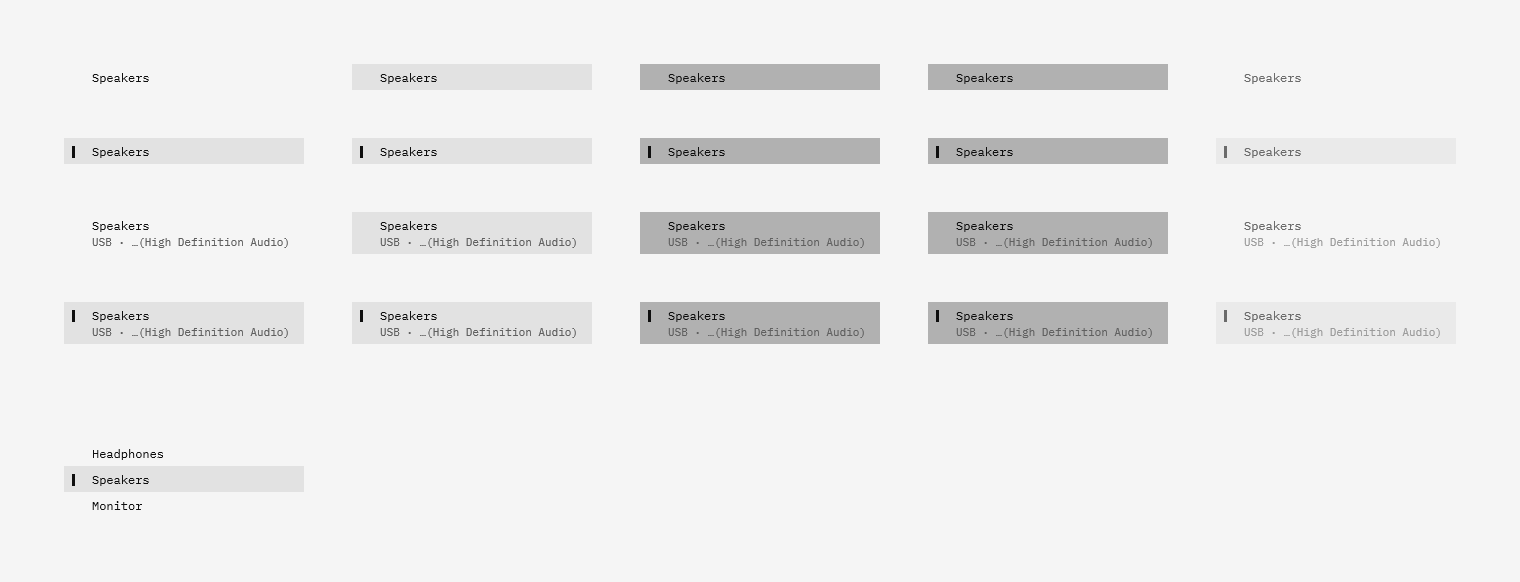 Speakers Speakers Speakers Speakers Speakers
Speakers Speakers Speakers Speakers Speakers
Speakers Speakers Speakers Speakers Speakers
USB · …(High Definition Audio) USB · …(High Definition Audio) USB · …(High Definition Audio) USB · …(High Definition Audio) USB · …(High Definition Audio)
Speakers Speakers Speakers Speakers Speakers
USB · …(High Definition Audio) USB · …(High Definition Audio) USB · …(High Definition Audio) USB · …(High Definition Audio) USB · …(High Definition Audio)
Headphones
Speakers
Monitor